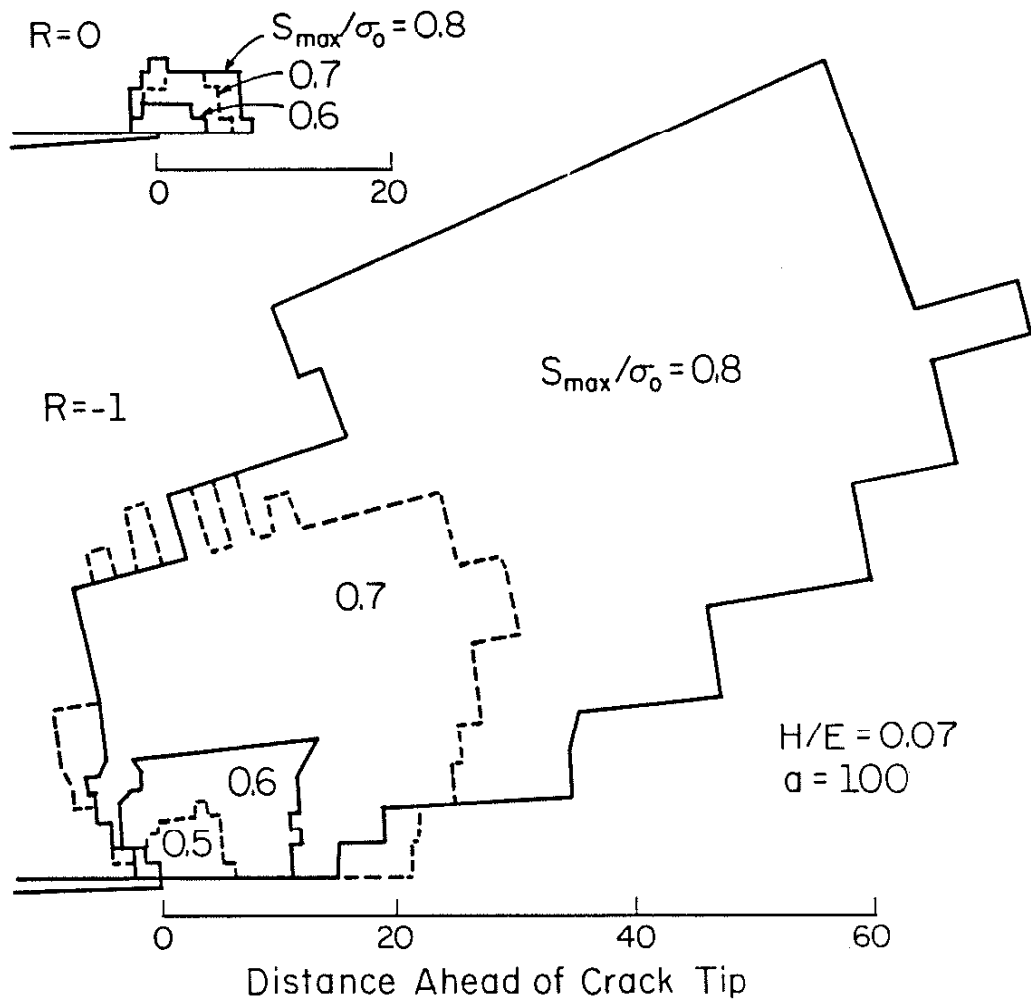 R=0
Smax/σo = 0.8
0.7
0.6
0 20
Smax/σo = 0.8
R=-1
0.7
H/E = 0.07
a = 100
0.6
0.5
0 20 40 60
Distance Ahead of Crack Tip